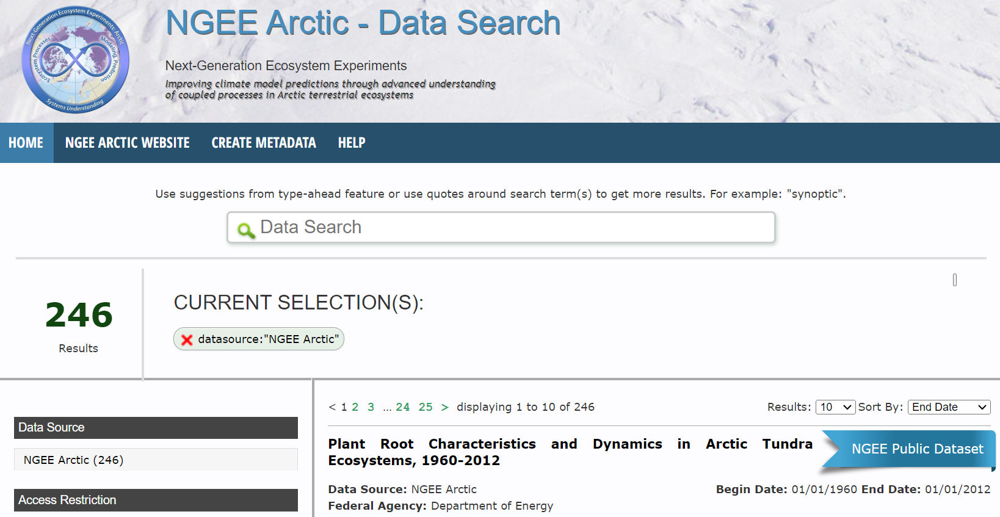 Next-Generation Ecosystem Experiments: Arctic
Ecosystem Processes
Modeling, Prediction
Systems Understanding
NGEE Arctic - Data Search
Next-Generation Ecosystem Experiments
Improving climate model predictions through advanced understanding
of coupled processes in Arctic terrestrial ecosystems
HOME NGEE ARCTIC WEBSITE CREATE METADATA HELP
Use suggestions from type-ahead feature or use quotes around search term(s) to get more results. For example: "synoptic".
Data Search
246
Results
CURRENT SELECTION(S):
datasource:"NGEE Arctic"
Data Source
NGEE Arctic (246)
Access Restriction
< 1 2 3 ... 24 25 > displaying 1 to 10 of 246
Results: 10 Sort By: End Date
Plant Root Characteristics and Dynamics in Arctic Tundra
Ecosystems, 1960-2012
NGEE Public Dataset
Data Source: NGEE Arctic
Begin Date: 01/01/1960 End Date: 01/01/2012
Federal Agency: Department of Energy